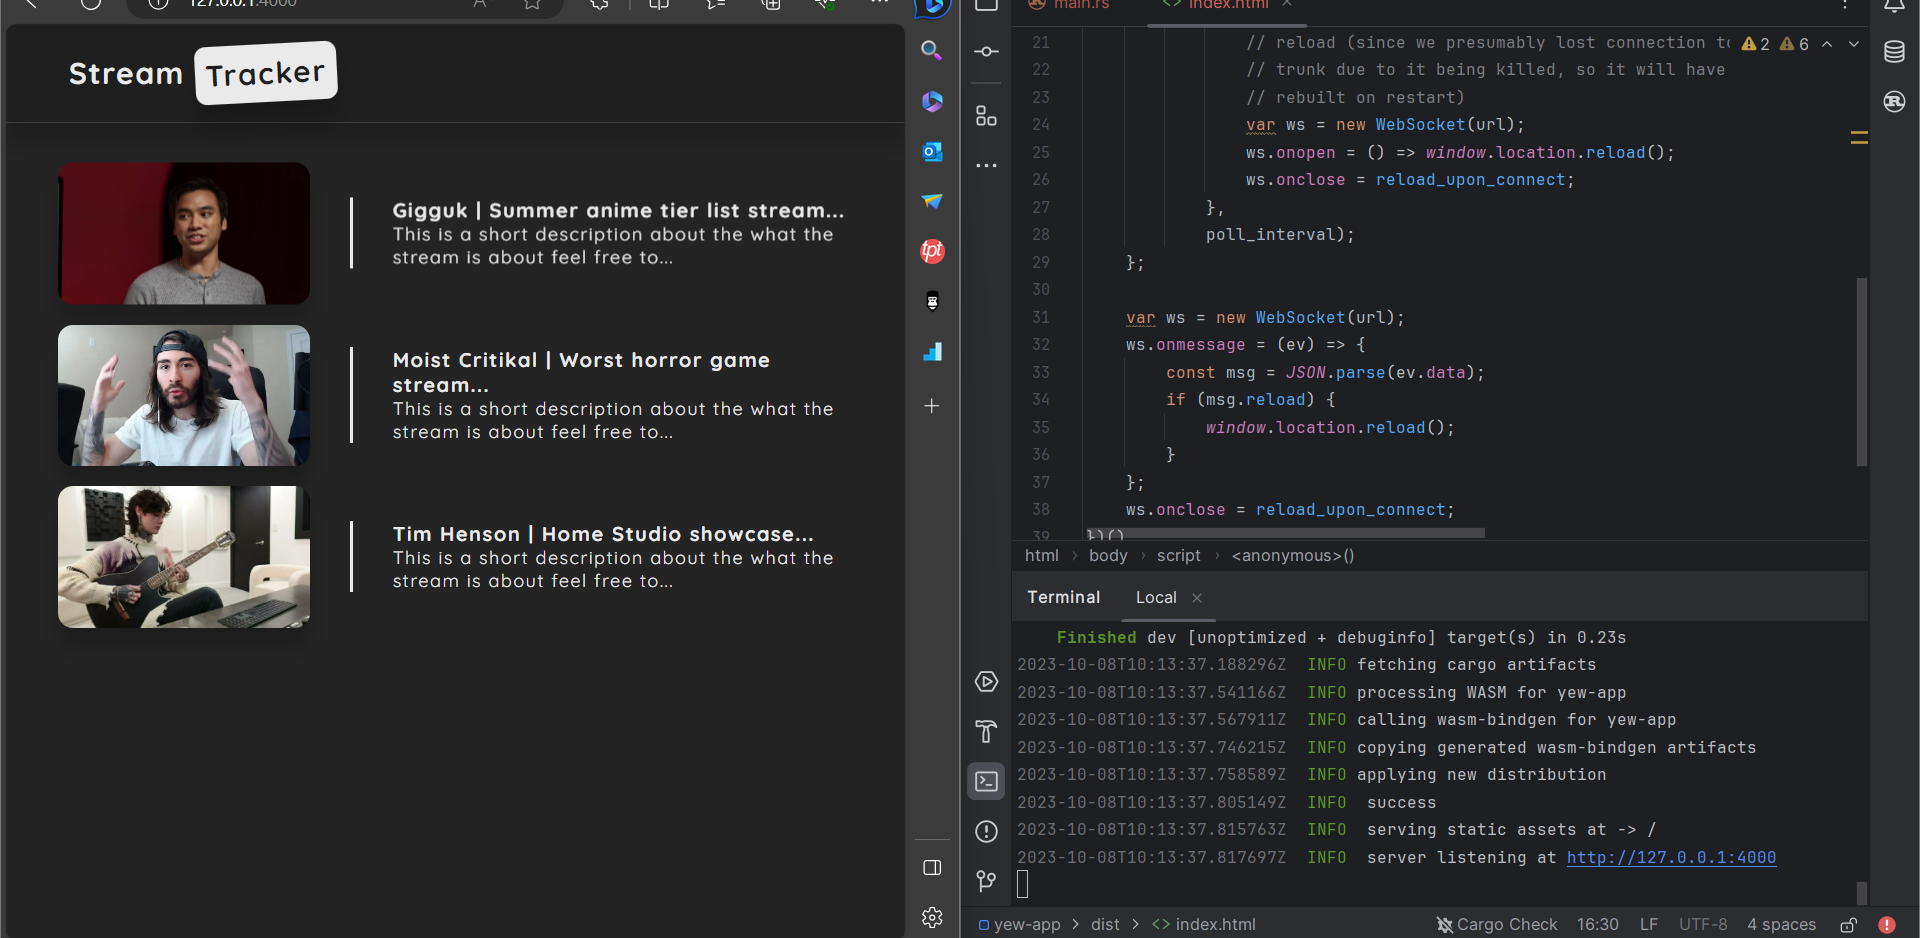 127.0.0.1:4000
Stream Tracker
Gigguk | Summer anime tier list stream...
This is a short description about the what the
stream is about feel free to...
Moist Critikal | Worst horror game
stream...
This is a short description about the what the
stream is about feel free to...
Tim Henson | Home Studio showcase...
This is a short description about the what the
stream is about feel free to...
tpt
main.rs
<> index.html
2 6
21 // reload (since we presumably lost connection to
22 // trunk due to it being killed, so it will have
23 // rebuilt on restart)
24 var ws = new WebSocket(url);
25 ws.onopen = () => window.location.reload();
26 ws.onclose = reload_upon_connect;
27 },
28 poll_interval);
29 };
30
31 var ws = new WebSocket(url);
32 ws.onmessage = (ev) => {
33 const msg = JSON.parse(ev.data);
34 if (msg.reload) {
35 window.location.reload();
36 }
37 };
38 ws.onclose = reload_upon_connect;
39 })()
html > body > script > <anonymous>()
Terminal Local
Finished dev [unoptimized + debuginfo] target(s) in 0.23s
2023-10-08T10:13:37.188296Z INFO fetching cargo artifacts
2023-10-08T10:13:37.541166Z INFO processing WASM for yew-app
2023-10-08T10:13:37.567911Z INFO calling wasm-bindgen for yew-app
2023-10-08T10:13:37.746215Z INFO copying generated wasm-bindgen artifacts
2023-10-08T10:13:37.758589Z INFO applying new distribution
2023-10-08T10:13:37.805149Z INFO success
2023-10-08T10:13:37.815763Z INFO serving static assets at -> /
2023-10-08T10:13:37.817697Z INFO server listening at http://127.0.0.1:4000
yew-app > dist > <> index.html
Cargo Check 16:30 LF UTF-8 4 spaces